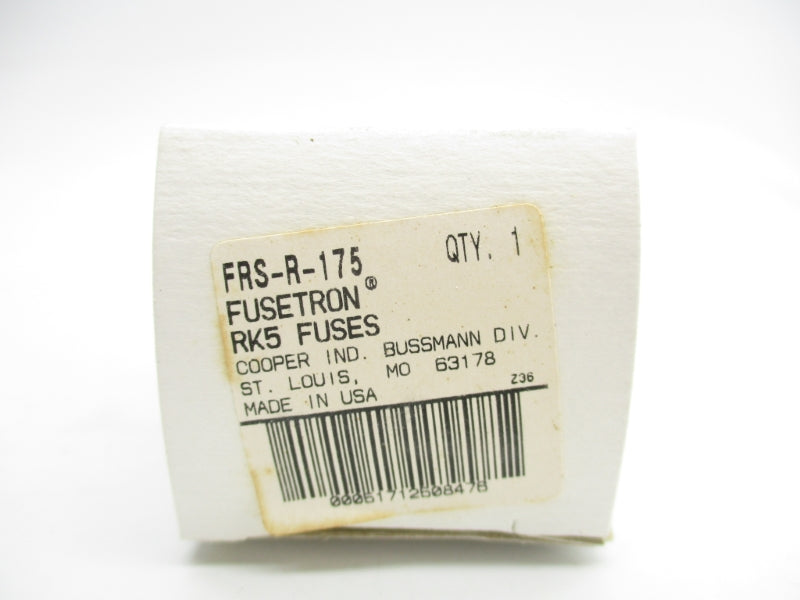 FRS-R-175 QTY. 1
FUSETRON®
RK5 FUSES
COOPER IND. BUSSMANN DIV.
ST. LOUIS, MO 63178
MADE IN USA Z36
00051712508476